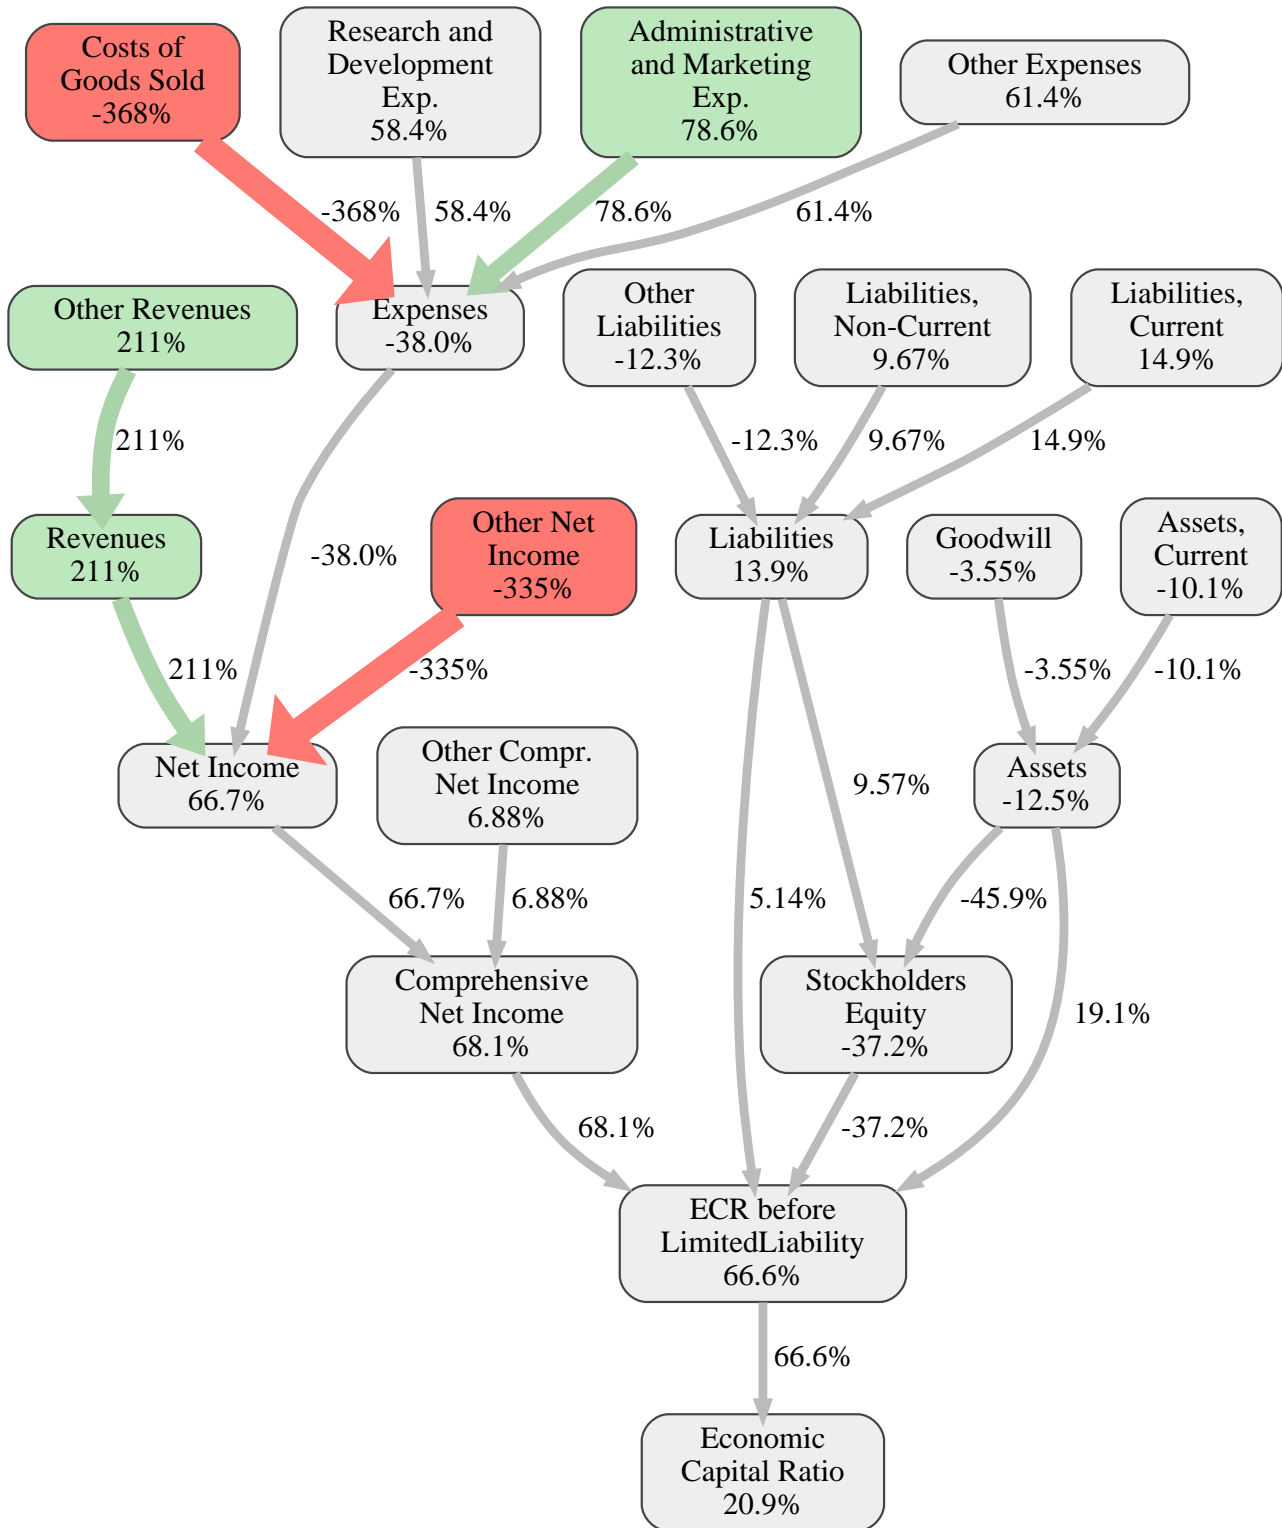 Costs of
Goods Sold
-368%
Research and
Development
Exp.
58.4%
Administrative
and Marketing
Exp.
78.6%
Other Expenses
61.4%
-368%
58.4%
78.6%
61.4%
Other Revenues
211%
Expenses
-38.0%
Other
Liabilities
-12.3%
Liabilities,
Non-Current
9.67%
Liabilities,
Current
14.9%
211%
-12.3%
9.67%
14.9%
Revenues
211%
-38.0%
Other Net
Income
-335%
Liabilities
13.9%
Goodwill
-3.55%
Assets,
Current
-10.1%
211%
-335%
-3.55%
-10.1%
Net Income
66.7%
Other Compr.
Net Income
6.88%
9.57%
Assets
-12.5%
66.7%
6.88%
5.14%
-45.9%
Comprehensive
Net Income
68.1%
Stockholders
Equity
-37.2%
19.1%
68.1%
-37.2%
ECR before
LimitedLiability
66.6%
66.6%
Economic
Capital Ratio
20.9%